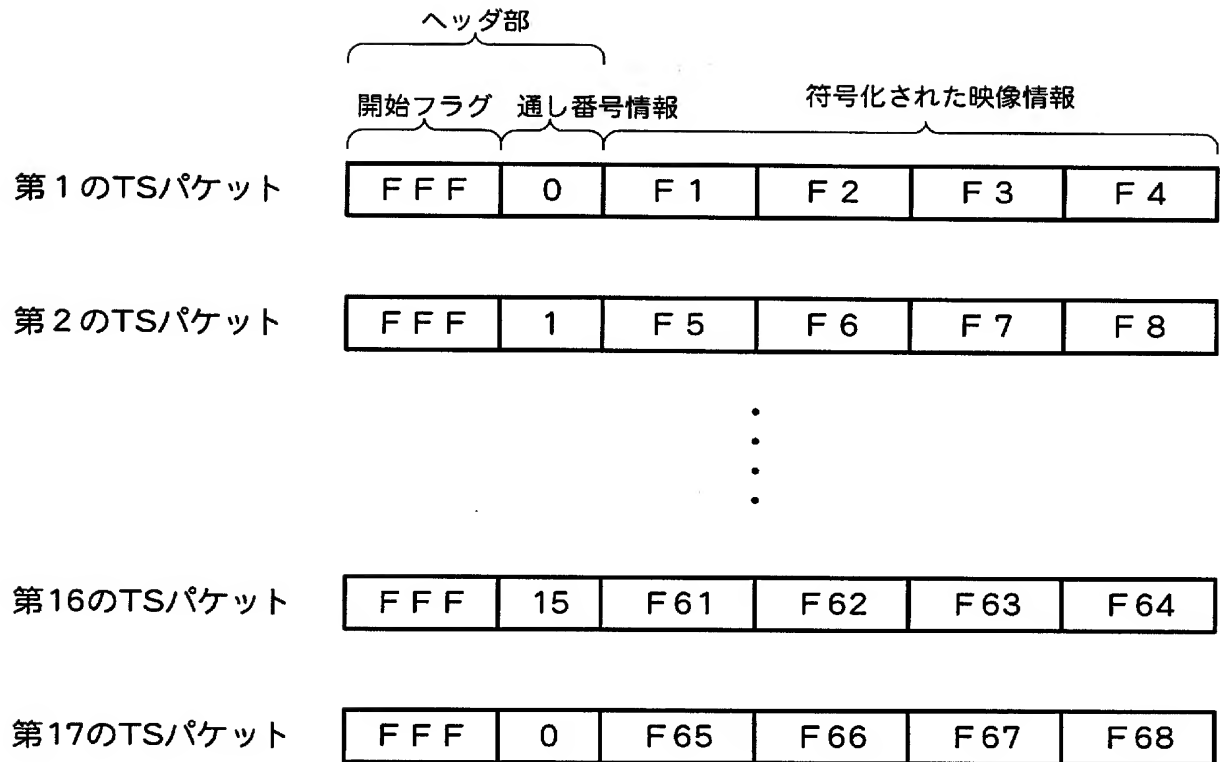 ヘッダ部
開始フラグ 通し番号情報 符号化された映像情報
第1のTSパケット FFF 0 F1 F2 F3 F4
第2のTSパケット FFF 1 F5 F6 F7 F8
第16のTSパケット FFF 15 F61 F62 F63 F64
第17のTSパケット FFF 0 F65 F66 F67 F68